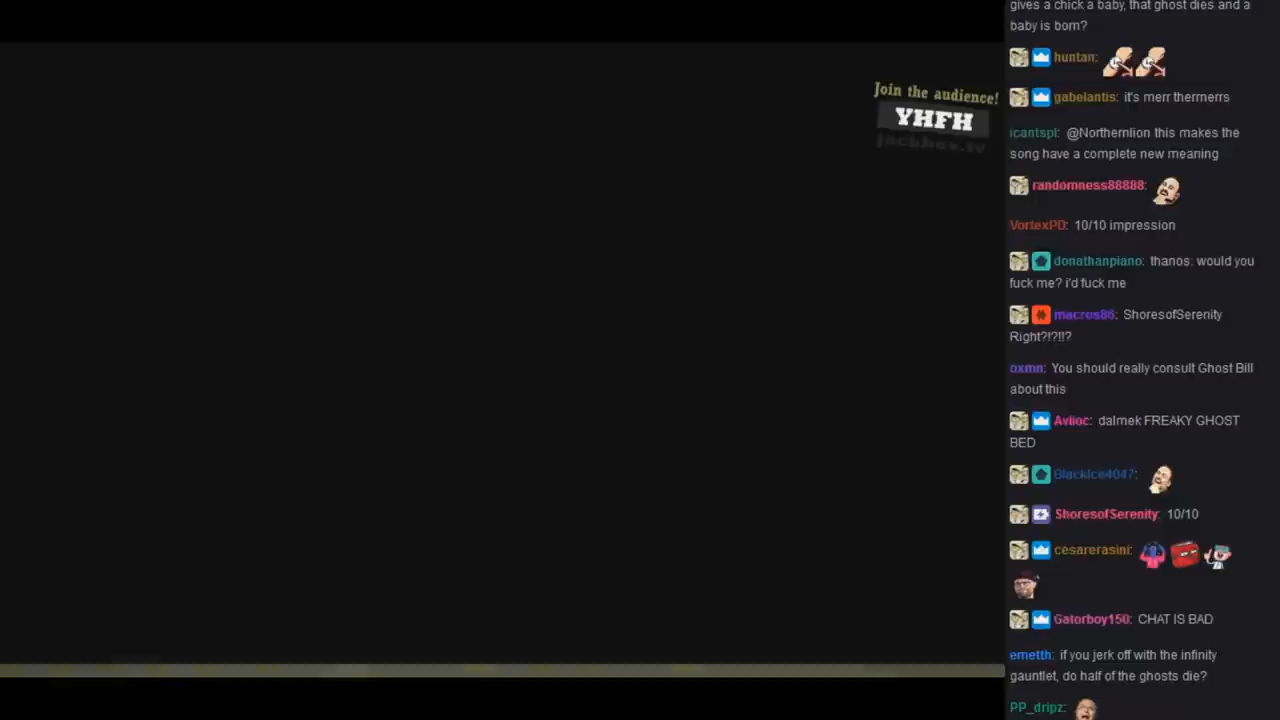 gives a chick a baby, that ghost dies and a
baby is born?
huntan:
Join the audience!
YHFH
jackbox.tv
gabelantis: it's merr thermerrs
icantspl: @Northernlion this makes the
song have a complete new meaning
randomness88888:
VortexPD: 10/10 impression
donathanpiano: thanos: would you
fuck me? i'd fuck me
macros86: ShoresofSerenity
Right?!?!!?
oxmn: You should really consult Ghost Bill
about this
Avlioc: dalmek FREAKY GHOST
BED
BlackIce4047:
ShoresofSerenity: 10/10
cesarerasini:
Gatorboy150: CHAT IS BAD
emetth: if you jerk off with the infinity
gauntlet, do half of the ghosts die?
PP_dripz: